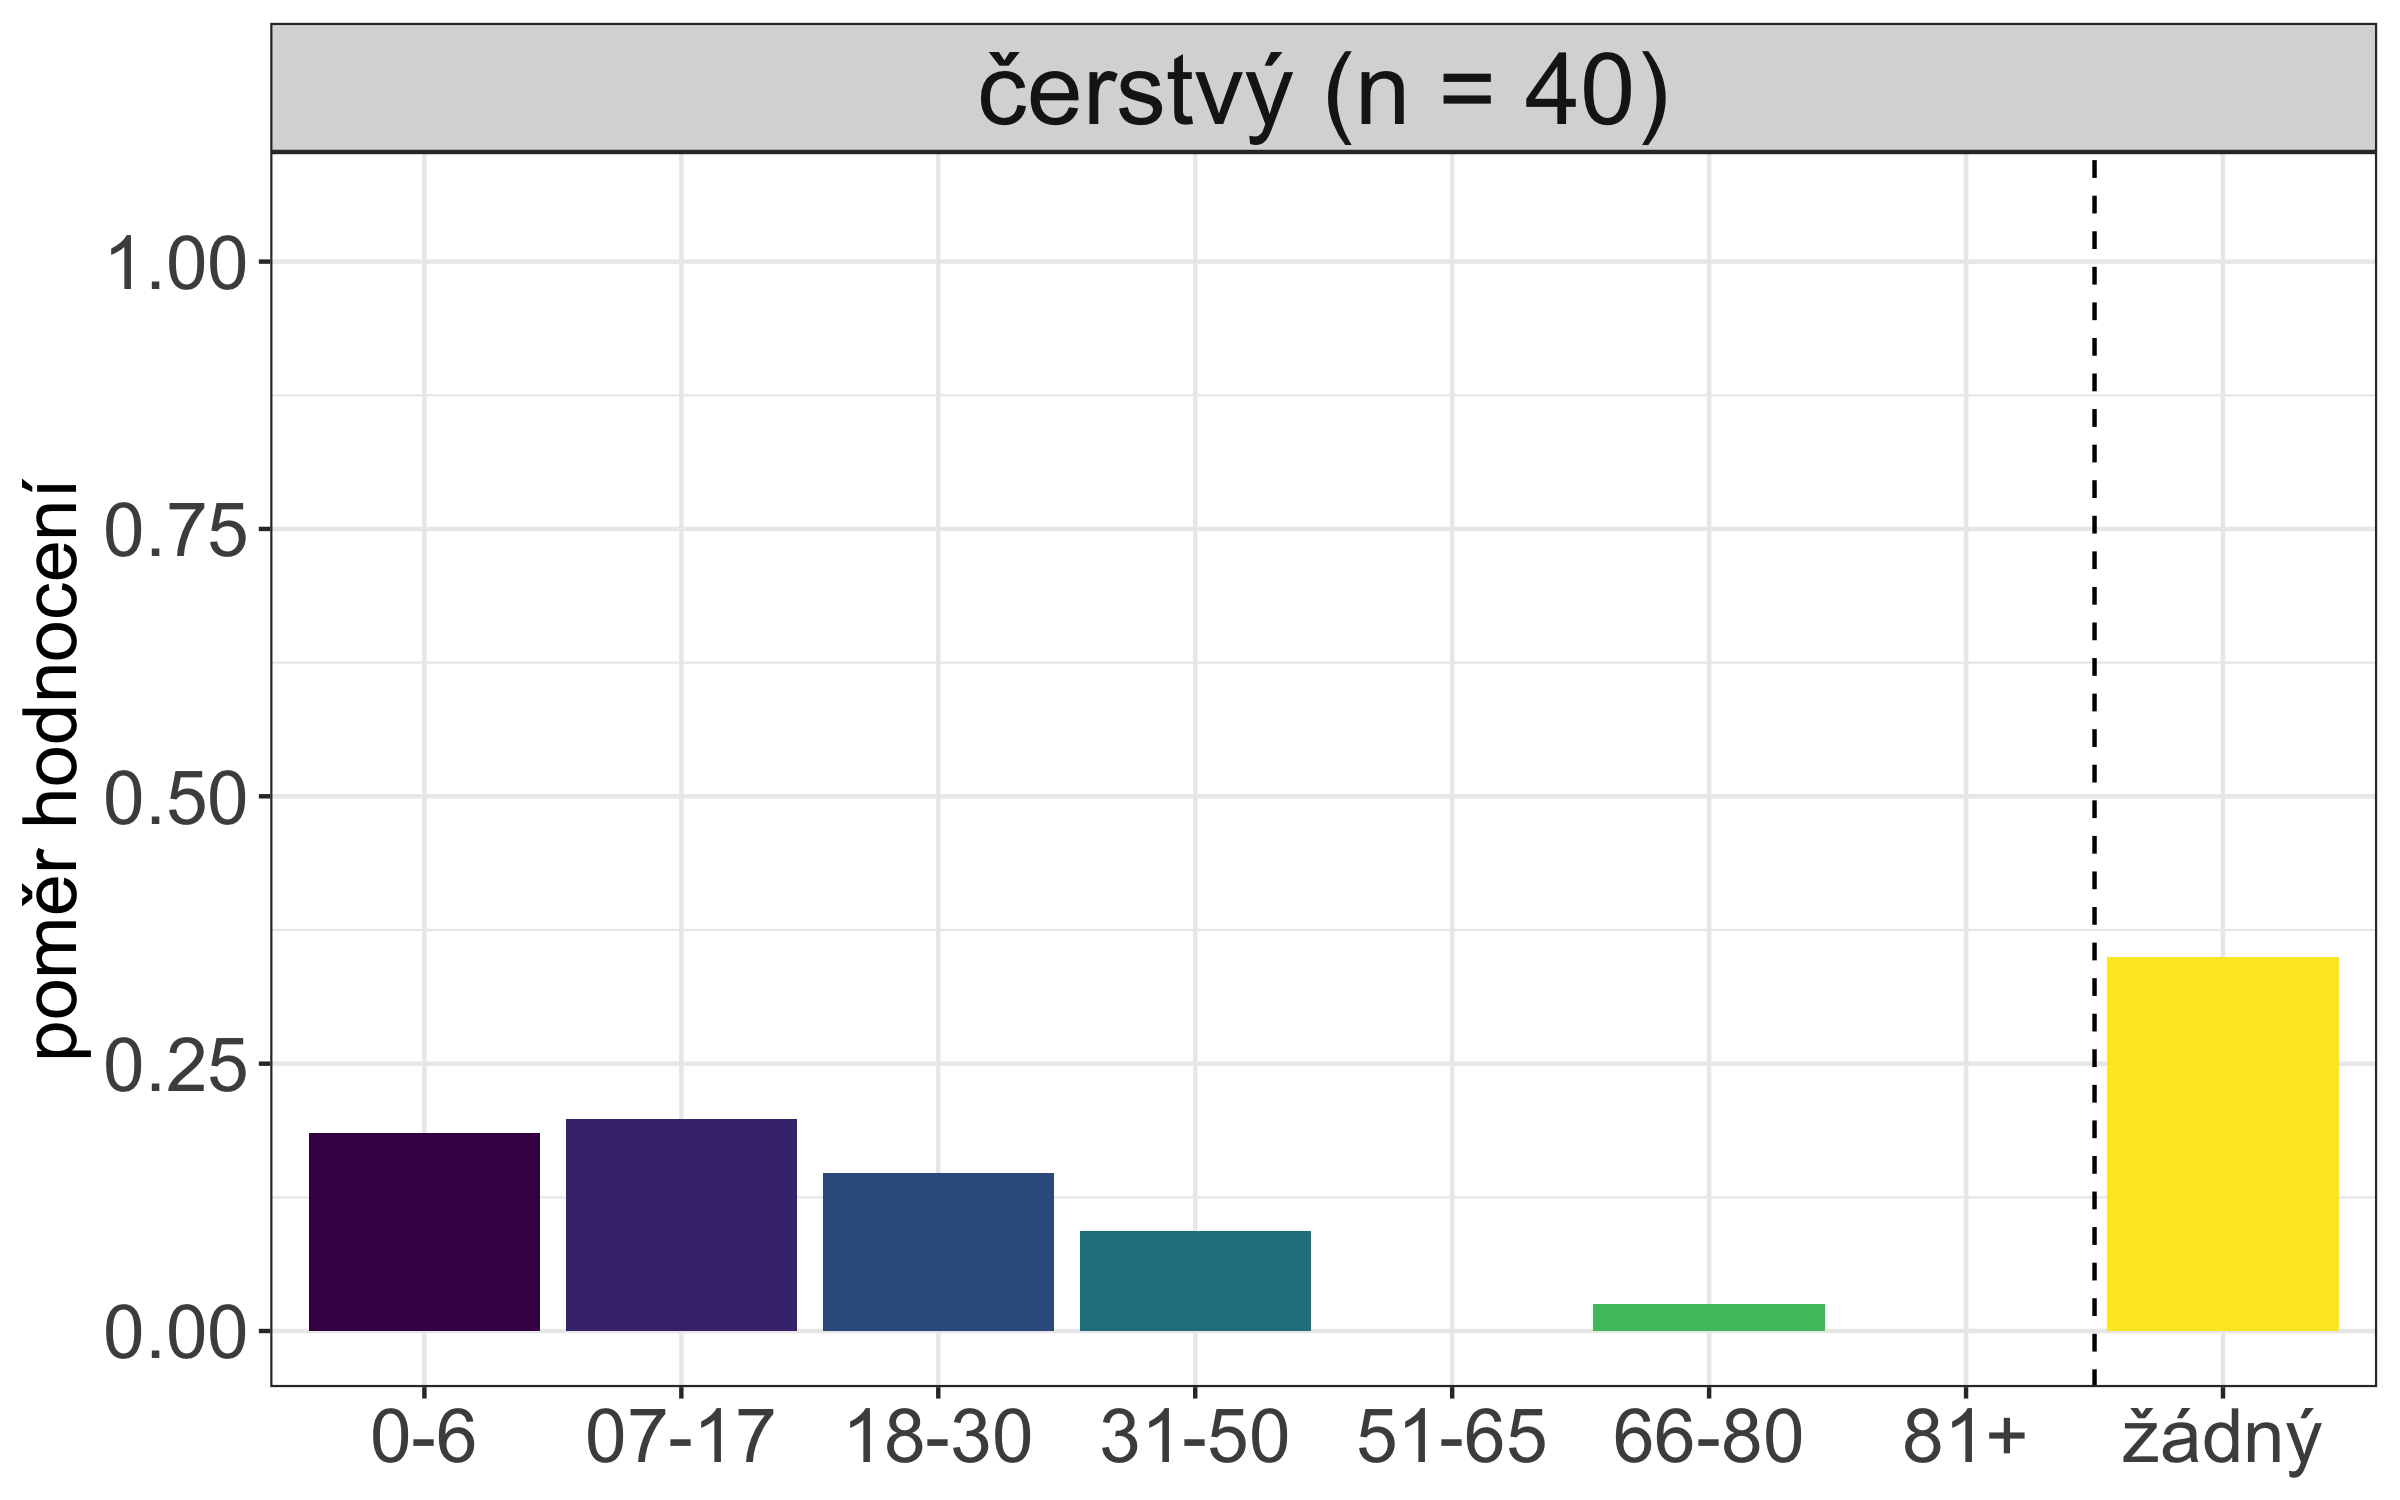 čerstvý (n = 40)
poměr hodnocení
1.00
0.75
0.50
0.25
0.00
0-6 07-17 18-30 31-50 51-65 66-80 81+ žádný